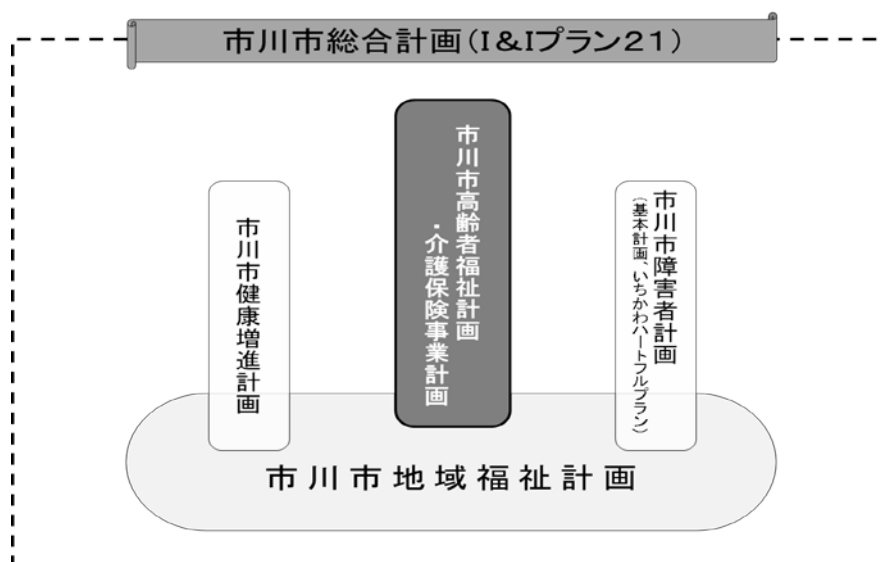 市川市総合計画(I&Iプラン21)
市川市高齢者福祉計画
・介護保険事業計画
市川市健康増進計画
市川市障害者計画
(基本計画、いちかわハートフルプラン)
市川市地域福祉計画